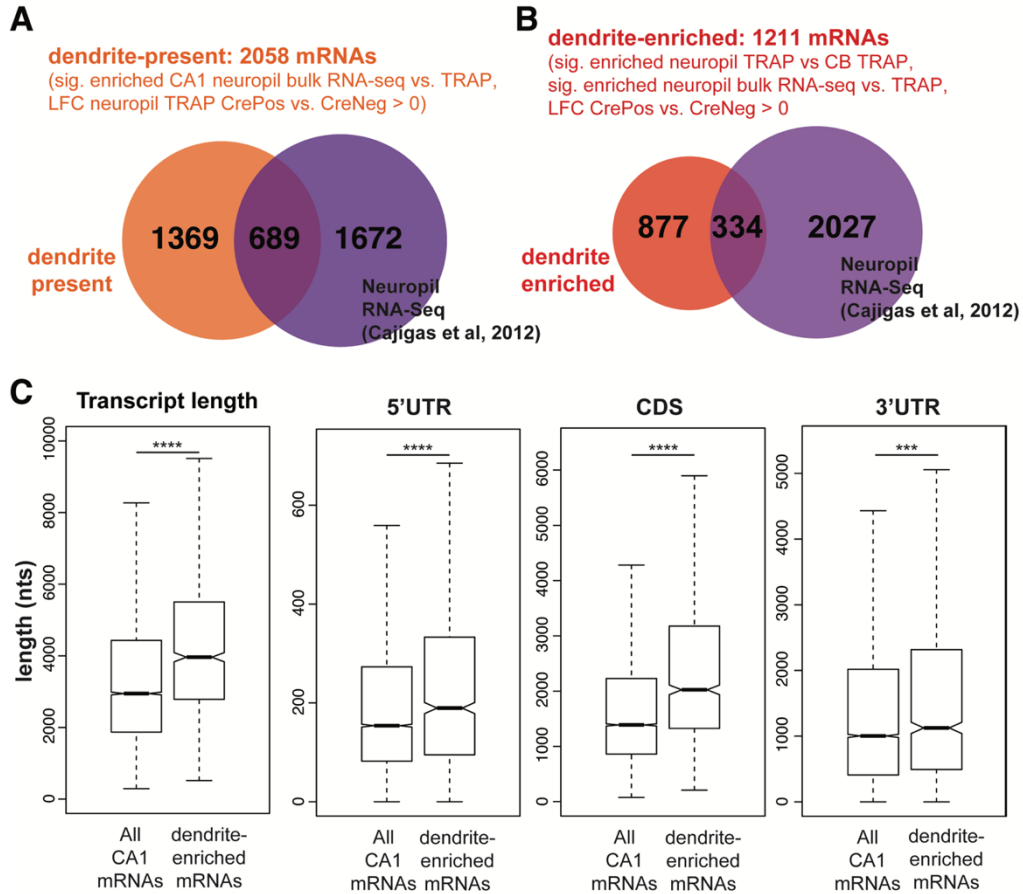 A
dendrite-present: 2058 mRNAs
(sig. enriched CA1 neuropil bulk RNA-seq vs. TRAP,
LFC neuropil TRAP CrePos vs. CreNeg > 0)
1369
689
1672
dendrite
present
Neuropil
RNA-Seq
(Cajigas et al, 2012)
B
dendrite-enriched: 1211 mRNAs
(sig. enriched neuropil TRAP vs CB TRAP,
sig. enriched neuropil bulk RNA-seq vs. TRAP,
LFC CrePos vs. CreNeg > 0
877
334
2027
dendrite
enriched
Neuropil
RNA-Seq
(Cajigas et al, 2012)
C
length (nts)
Transcript length
****
10000
8000
6000
4000
2000
0
All
CA1
mRNAs
dendrite-
enriched
mRNAs
5'UTR
****
600
400
200
0
All
CA1
mRNAs
dendrite-
enriched
mRNAs
CDS
****
6000
5000
4000
3000
2000
1000
0
All
CA1
mRNAs
dendrite-
enriched
mRNAs
3'UTR
***
5000
4000
3000
2000
1000
0
All
CA1
mRNAs
dendrite-
enriched
mRNAs